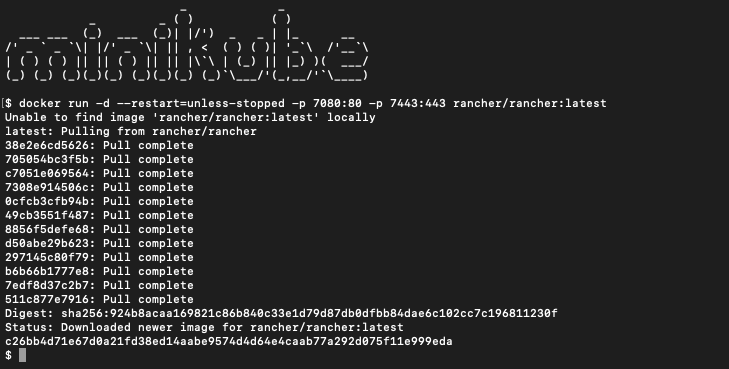 minikube
$ docker run -d --restart=unless-stopped -p 7080:80 -p 7443:443 rancher/rancher:latest
Unable to find image 'rancher/rancher:latest' locally
latest: Pulling from rancher/rancher
38e2e6cd5626: Pull complete
705054bc3f5b: Pull complete
c7051e069564: Pull complete
7308e914506c: Pull complete
0cfcb3cfb94b: Pull complete
49cb3551f487: Pull complete
8856f5defe68: Pull complete
d50abe29b623: Pull complete
297145c80f79: Pull complete
b6b66b1777e8: Pull complete
7edf8d37c2b7: Pull complete
511c877e7916: Pull complete
Digest: sha256:924b8acaa169821c86b840c33e1d79d87db0dfbb84dae6c102cc7c196811230f
Status: Downloaded newer image for rancher/rancher:latest
c26bb4d71e67d0a21fd38ed14aabe9574d4d64e4caab77a292d075f11e999eda
$